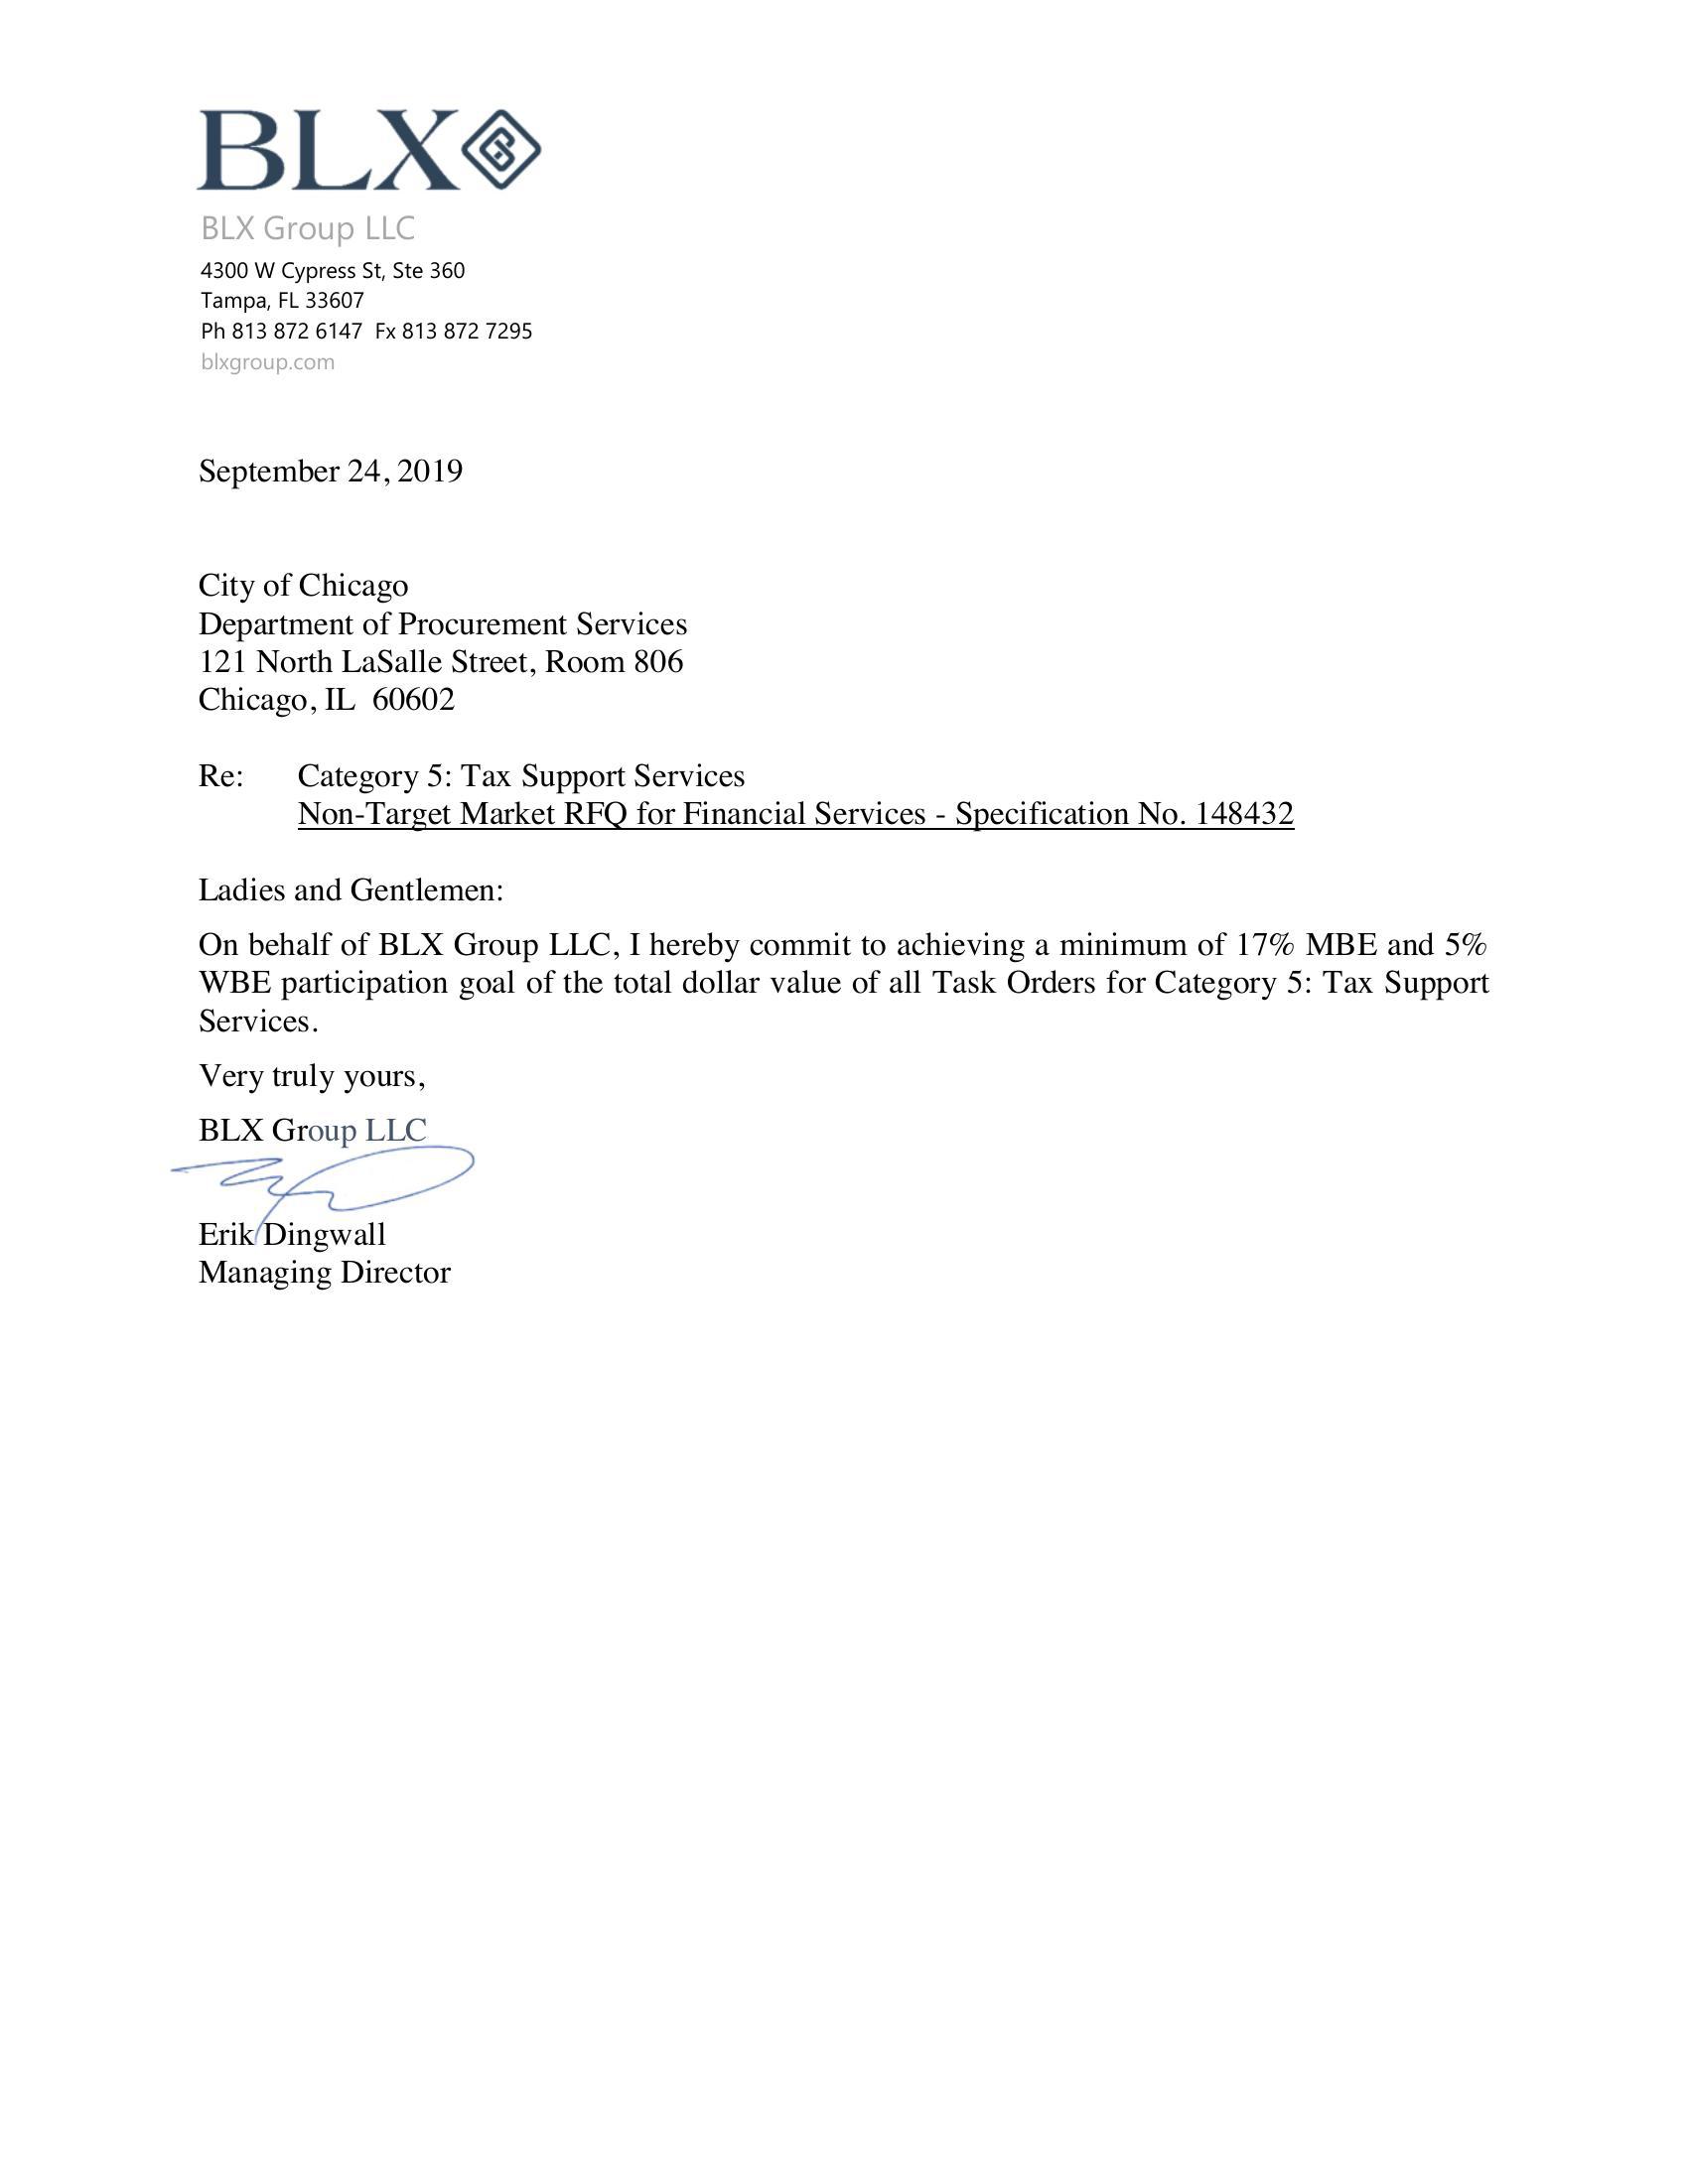 BLX
BLX Group LLC
4300 W Cypress St, Ste 360
Tampa, FL 33607
Ph 813 872 6147  Fx 813 872 7295
blxgroup.com
September 24, 2019
City of Chicago
Department of Procurement Services
121 North LaSalle Street, Room 806
Chicago, IL  60602
Re: Category 5: Tax Support Services
Non-Target Market RFQ for Financial Services - Specification No. 148432
Ladies and Gentlemen:
On behalf of BLX Group LLC, I hereby commit to achieving a minimum of 17% MBE and 5%
WBE participation goal of the total dollar value of all Task Orders for Category 5: Tax Support
Services.
Very truly yours,
BLX Group LLC
Erik Dingwall
Managing Director